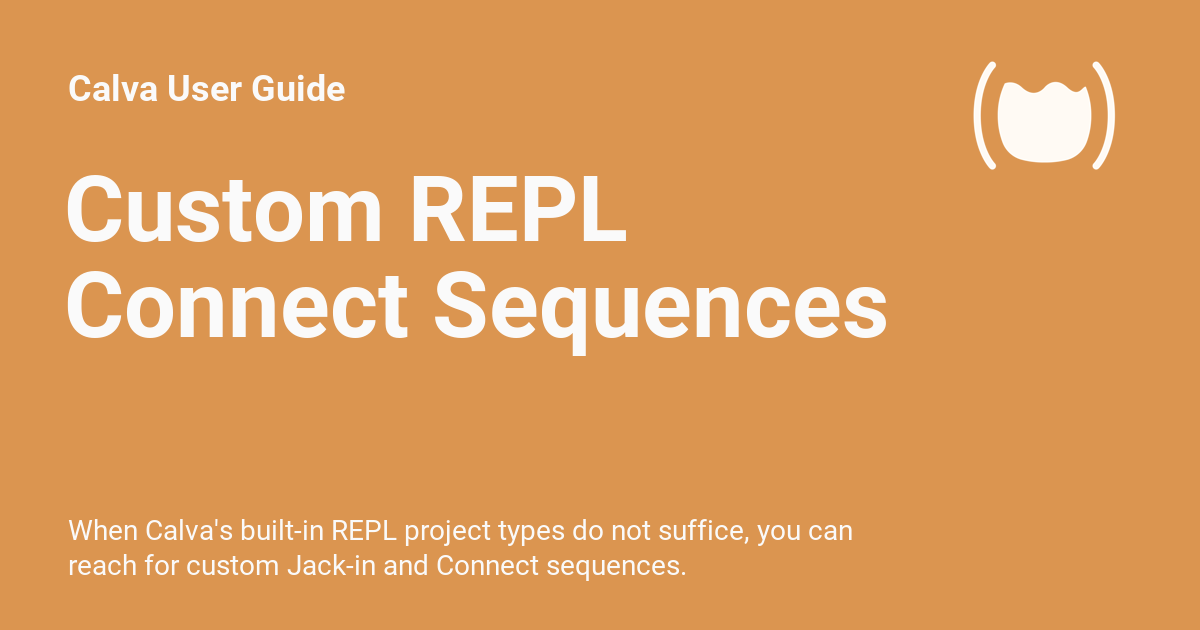 Calva User Guide
Custom REPL
Connect Sequences
When Calva's built-in REPL project types do not suffice, you can
reach for custom Jack-in and Connect sequences.